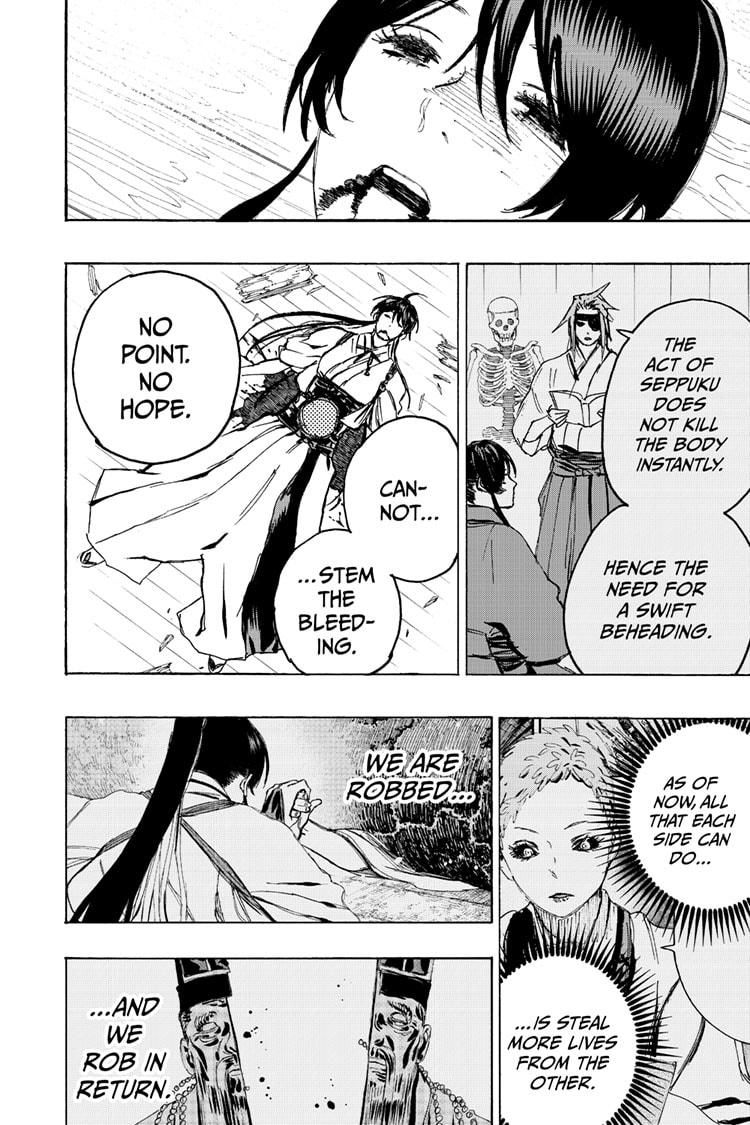 THE
ACT OF
SEPPUKU
DOES
NOT KILL
THE BODY
INSTANTLY.
HENCE THE
NEED FOR
A SWIFT
BEHEADING.
NO
POINT.
NO
HOPE.
CAN-
NOT...
...STEM
THE
BLEED-
ING.
AS OF
NOW, ALL
THAT EACH
SIDE CAN
DO...
...IS STEAL
MORE LIVES
FROM THE
OTHER.
WE ARE
ROBBED...
...AND
WE
ROB IN
RETURN.